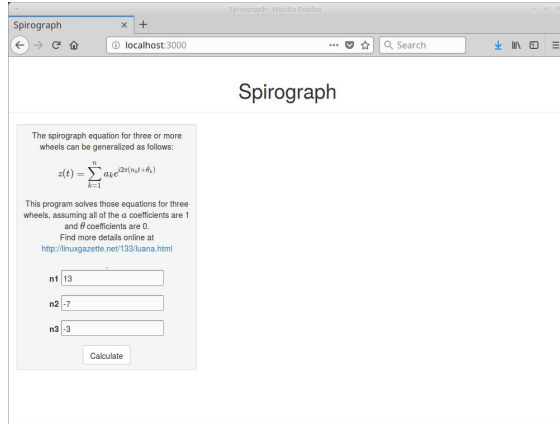 Spirograph - Mozilla Firefox
Spirograph × +
localhost:3000
Search
Spirograph
The spirograph equation for three or more
wheels can be generalized as follows:
z(t) = \sum_{k=1}^{n} a_k e^{i2π(n_k t+θ_k)}
This program solves those equations for three
wheels, assuming all of the a coefficients are 1
and θ coefficients are 0.
Find more details online at
http://linuxgazette.net/133/luana.html
.
n1 13
n2 -7
n3 -3
Calculate